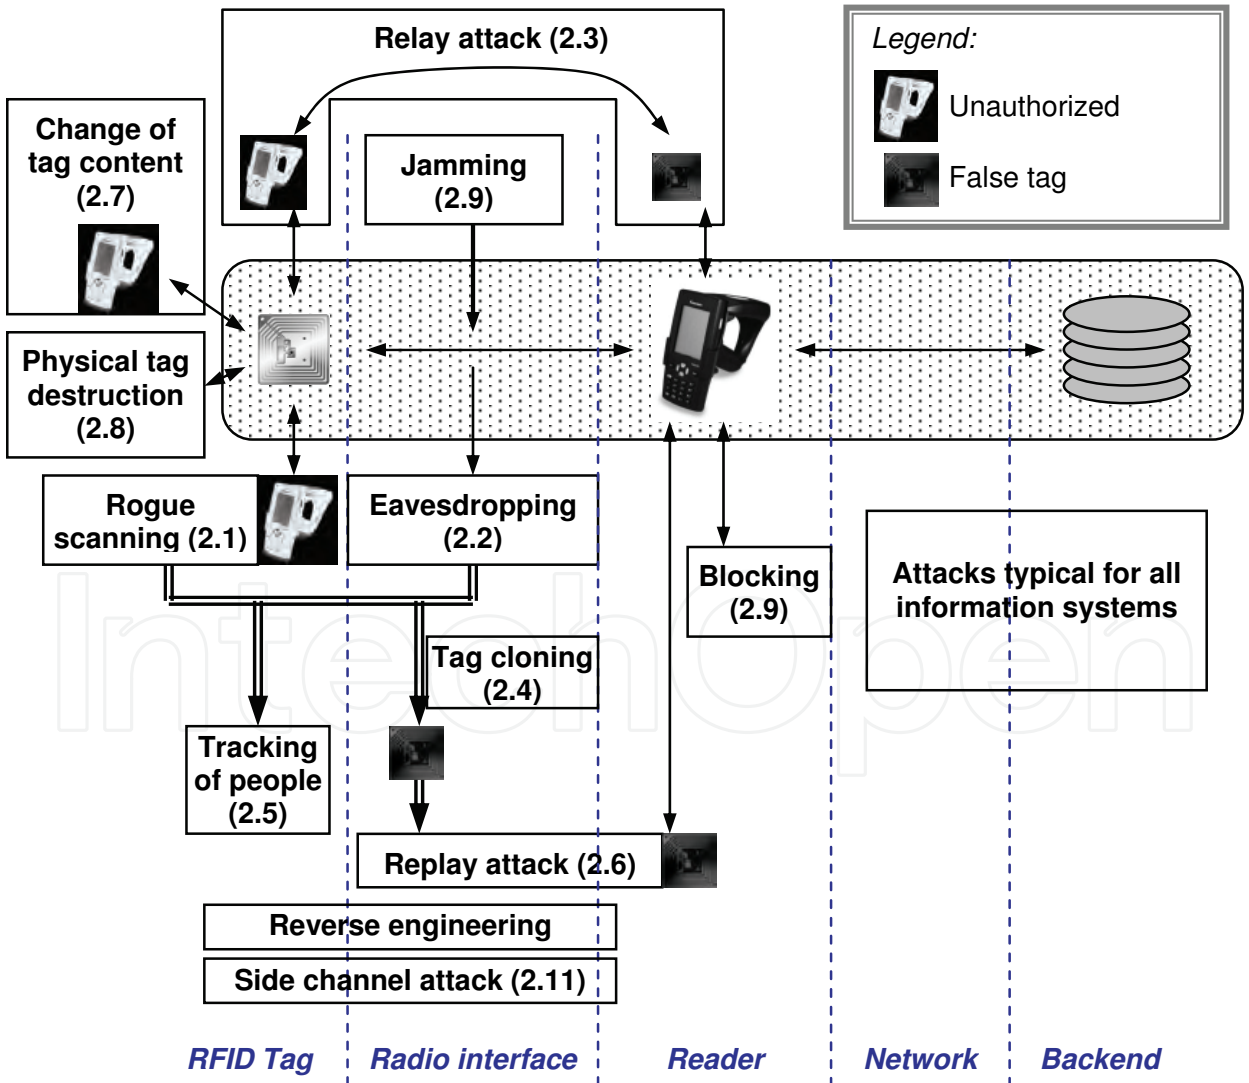 Relay attack (2.3)
Legend:
Unauthorized
False tag
Change of
tag content
(2.7)
Jamming
(2.9)
Physical tag
destruction
(2.8)
Rogue
scanning (2.1)
Eavesdropping
(2.2)
Blocking
(2.9)
Attacks typical for all
information systems
Tag cloning
(2.4)
Tracking
of people
(2.5)
Replay attack (2.6)
Reverse engineering
Side channel attack (2.11)
RFID Tag
Radio interface
Reader
Network
Backend
IntechOpen